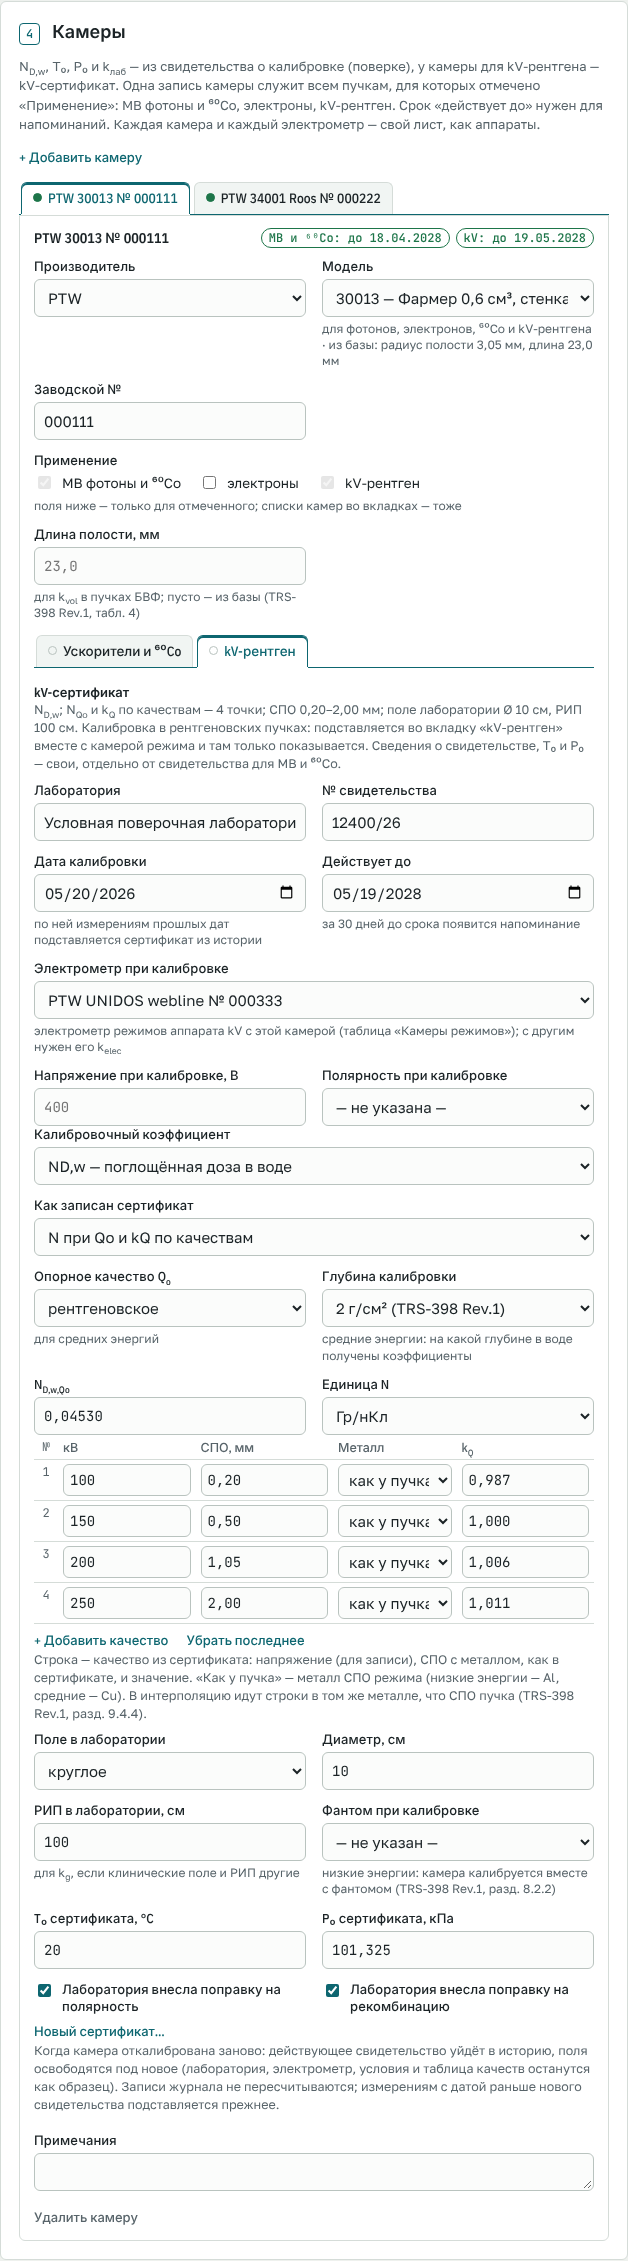 4 Камеры
N_D,w, T₀, P₀ и k_лаб — из свидетельства о калибровке (поверке), у камеры для kV-рентгена —
kV-сертификат. Одна запись камеры служит всем пучкам, для которых отмечено
«Применение»: МВ фотоны и ⁶⁰Co, электроны, kV-рентген. Срок «действует до» нужен для
напоминаний. Каждая камера и каждый электрометр — свой лист, как аппараты.
+ Добавить камеру
PTW 30013 № 000111 PTW 34001 Roos № 000222
PTW 30013 № 000111 МВ и ⁶⁰Co: до 18.04.2028 kV: до 19.05.2028
Производитель Модель
PTW 30013 — Фармер 0,6 см³, стенка
для фотонов, электронов, ⁶⁰Co и kV-рентгена
· из базы: радиус полости 3,05 мм, длина 23,0
мм
Заводской №
000111
Применение
МВ фотоны и ⁶⁰Co электроны kV-рентген
поля ниже — только для отмеченного; списки камер во вкладках — тоже
Длина полости, мм
23,0
для k_vol в пучках БВФ; пусто — из базы (TRS-
398 Rev.1, табл. 4)
Ускорители и ⁶⁰Co kV-рентген
kV-сертификат
N_D,w; N_Qo и k_Q по качествам — 4 точки; СПО 0,20–2,00 мм; поле лаборатории Ø 10 см, РИП
100 см. Калибровка в рентгеновских пучках: подставляется во вкладку «kV-рентген»
вместе с камерой режима и там только показывается. Сведения о свидетельстве, T₀ и P₀
— свои, отдельно от свидетельства для МВ и ⁶⁰Co.
Лаборатория № свидетельства
Условная поверочная лаборатори 12400/26
Дата калибровки Действует до
05/20/2026 05/19/2028
по ней измерениям прошлых дат
подставляется сертификат из истории
за 30 дней до срока появится напоминание
Электрометр при калибровке
PTW UNIDOS webline № 000333
электрометр режимов аппарата kV с этой камерой (таблица «Камеры режимов»); с другим
нужен его k_elec
Напряжение при калибровке, В Полярность при калибровке
400 — не указана —
Калибровочный коэффициент
ND,w — поглощённая доза в воде
Как записан сертификат
N при Qo и kQ по качествам
Опорное качество Q₀ Глубина калибровки
рентгеновское 2 г/см² (TRS-398 Rev.1)
для средних энергий
средние энергии: на какой глубине в воде
получены коэффициенты
N_D,w,Qo Единица N
0,04530 Гр/нКл
№ кВ СПО, мм Металл k_Q
1 100 0,20 как у пучка 0,987
2 150 0,50 как у пучка 1,000
3 200 1,05 как у пучка 1,006
4 250 2,00 как у пучка 1,011
+ Добавить качество Убрать последнее
Строка — качество из сертификата: напряжение (для записи), СПО с металлом, как в
сертификате, и значение. «Как у пучка» — металл СПО режима (низкие энергии — Al,
средние — Cu). В интерполяцию идут строки в том же металле, что СПО пучка (TRS-398
Rev.1, разд. 9.4.4).
Поле в лаборатории Диаметр, см
круглое 10
РИП в лаборатории, см Фантом при калибровке
100 — не указан —
для k_g, если клинические поле и РИП другие
низкие энергии: камера калибруется вместе
с фантомом (TRS-398 Rev.1, разд. 8.2.2)
T₀ сертификата, °C P₀ сертификата, кПа
20 101,325
Лаборатория внесла поправку на
полярность
Лаборатория внесла поправку на
рекомбинацию
Новый сертификат…
Когда камера откалибрована заново: действующее свидетельство уйдёт в историю, поля
освободятся под новое (лаборатория, электрометр, условия и таблица качеств останутся
как образец). Записи журнала не пересчитываются; измерениям с датой раньше нового
свидетельства подставляется прежнее.
Примечания
Удалить камеру